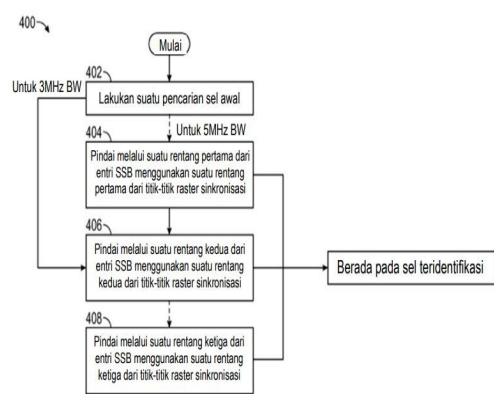 400
Mulai
402
Untuk 3MHz BW
Lakukan suatu pencarian sel awal
Untuk 5MHz BW
404
Pindai melalui suatu rentang pertama dari
entri SSB menggunakan suatu rentang
pertama dari titik-titik raster sinkronisasi
406
Pindai melalui suatu rentang kedua dari
entri SSB menggunakan suatu rentang
kedua dari titik-titik raster sinkronisasi
Berada pada sel teridentifikasi
408
Pindai melalui suatu rentang ketiga dari
entri SSB menggunakan suatu rentang
ketiga dari titik-titik raster sinkronisasi